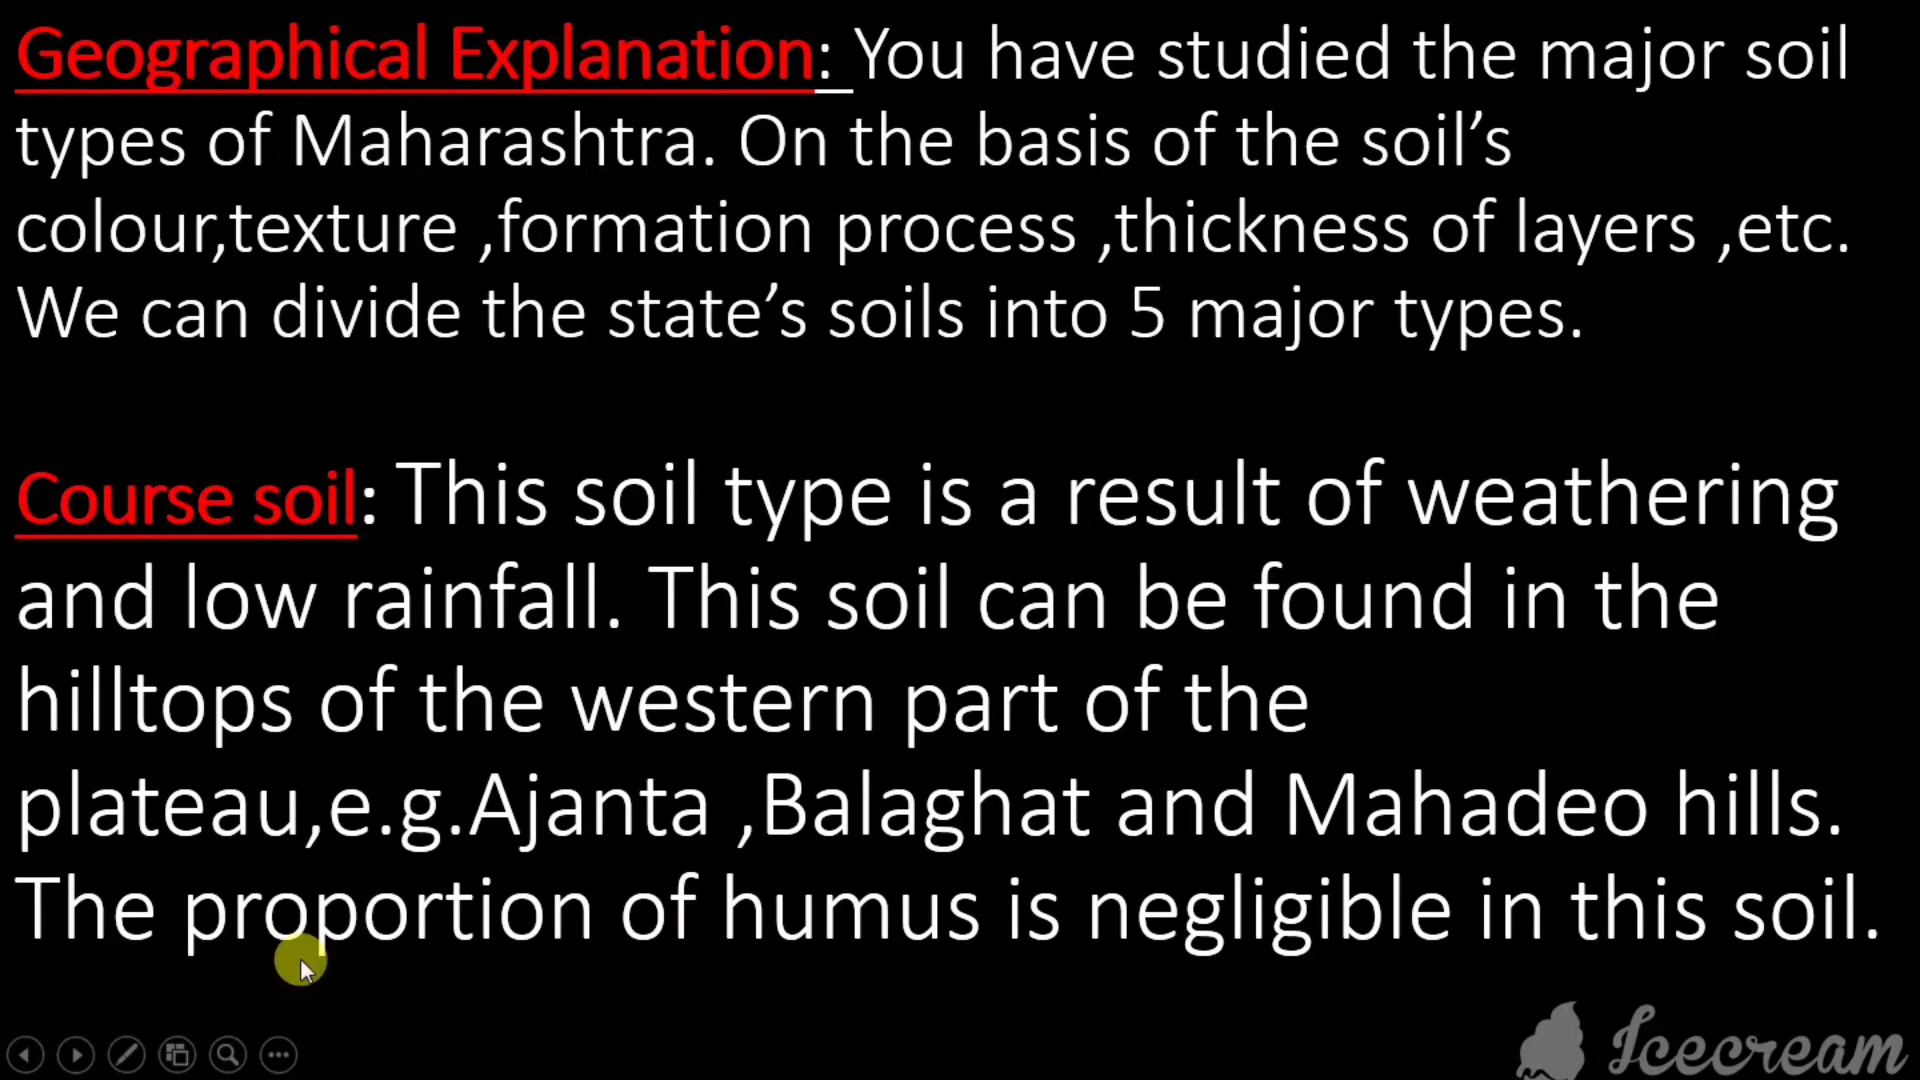 Geographical Explanation: You have studied the major soil
types of Maharashtra. On the basis of the soil’s
colour,texture ,formation process ,thickness of layers ,etc.
We can divide the state’s soils into 5 major types.
Course soil: This soil type is a result of weathering
and low rainfall. This soil can be found in the
hilltops of the western part of the
plateau,e.g.Ajanta ,Balaghat and Mahadeo hills.
The proportion of humus is negligible in this soil.
Icecream